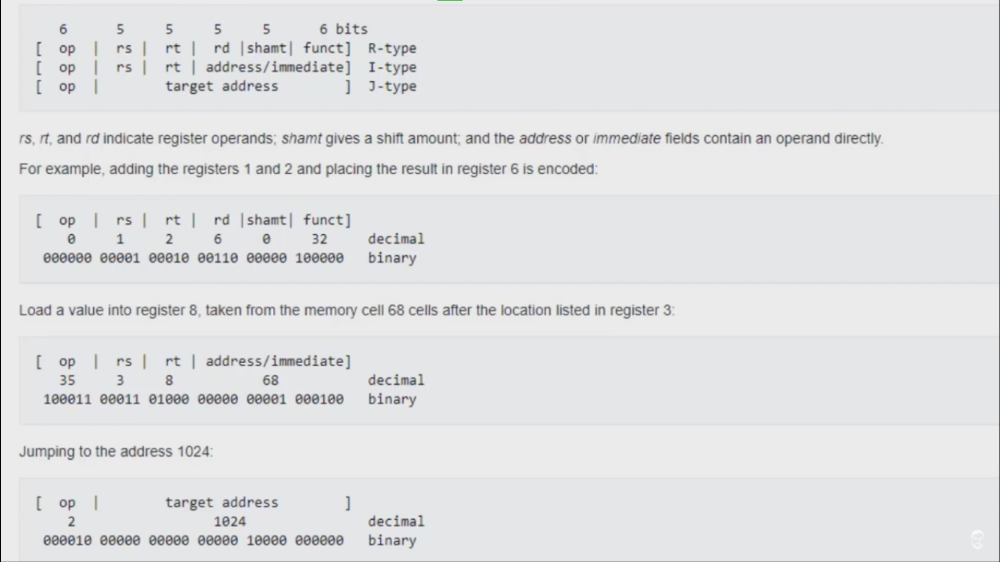 6 5 5 5 5 6 bits
[ op | rs | rt | rd |shamt| funct] R-type
[ op | rs | rt | address/immediate] I-type
[ op | target address ] J-type
rs, rt, and rd indicate register operands; shamt gives a shift amount; and the address or immediate fields contain an operand directly.
For example, adding the registers 1 and 2 and placing the result in register 6 is encoded:
[ op | rs | rt | rd |shamt| funct]
0 1 2 6 0 32 decimal
000000 00001 00010 00110 00000 100000 binary
Load a value into register 8, taken from the memory cell 68 cells after the location listed in register 3:
[ op | rs | rt | address/immediate]
35 3 8 68 decimal
100011 00011 01000 00000 00001 000100 binary
Jumping to the address 1024:
[ op | target address ]
2 1024 decimal
000010 00000 00000 00000 10000 000000 binary